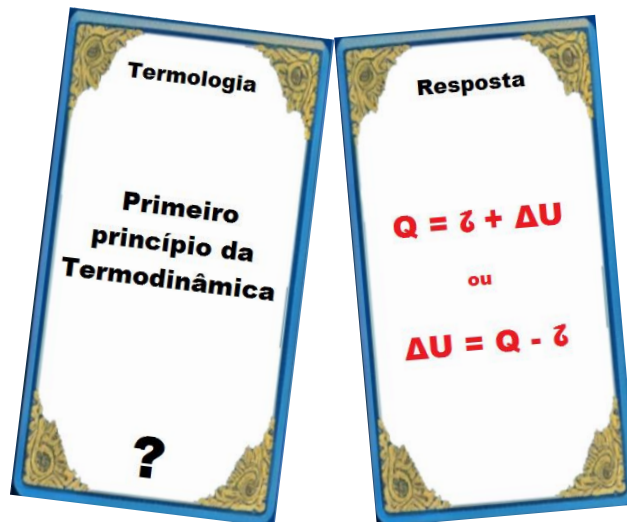 Termologia
Primeiro
princípio da
Termodinâmica
?
Resposta
Q = ኔ + ΔU
ou
ΔU = Q - ኔ